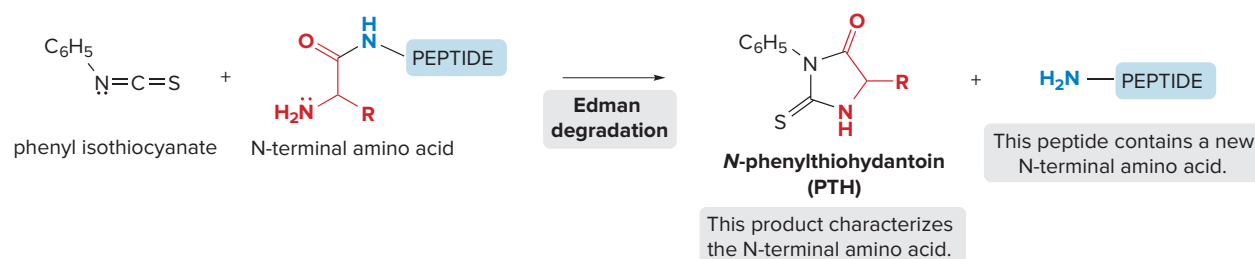 C6H5
N=C=S
+
phenyl isothiocyanate
O
H
N
PEPTIDE
H2N
R
N-terminal amino acid
Edman
degradation
C6H5
O
N
R
S
N
H
N-phenylthiohydantoin
(PTH)
This product characterizes
the N-terminal amino acid.
+
H2N
PEPTIDE
This peptide contains a new
N-terminal amino acid.